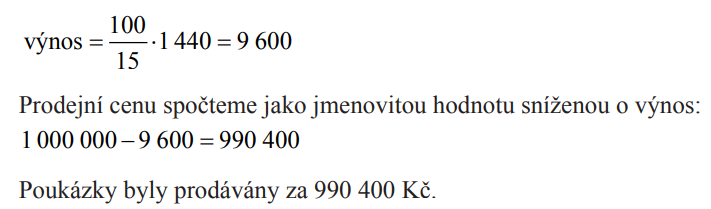 výnos = 100/15 · 1 440 = 9 600
Prodejní cenu spočteme jako jmenovitou hodnotu sníženou o výnos:
1 000 000 – 9 600 = 990 400
Poukázky byly prodávány za 990 400 Kč.